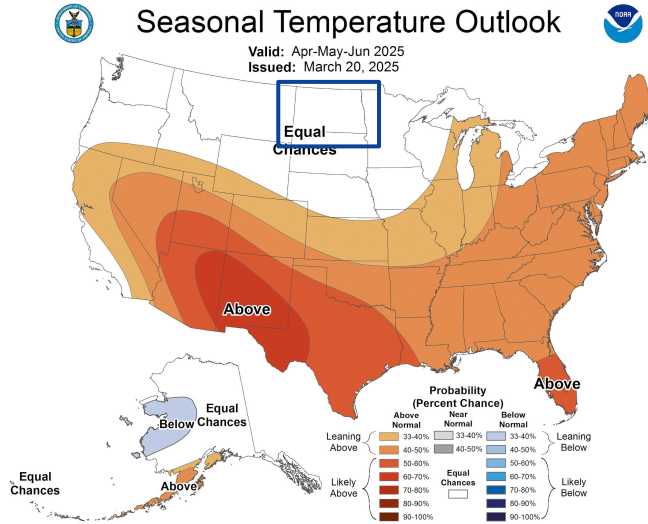 Seasonal Temperature Outlook
NOAA
Valid: Apr-May-Jun 2025
Issued: March 20, 2025
Equal
Chances
Above
Above
Below
Equal
Chances
Above
Equal
Chances
Probability
(Percent Chance)
Above
Normal
Near
Normal
Below
Normal
Leaning
Above
33-40%
40-50%
Likely
Above
50-60%
60-70%
70-80%
80-90%
90-100%
33-40%
40-50%
Equal
Chances
33-40%
40-50%
Leaning
Below
50-60%
60-70%
70-80%
80-90%
90-100%
Likely
Below